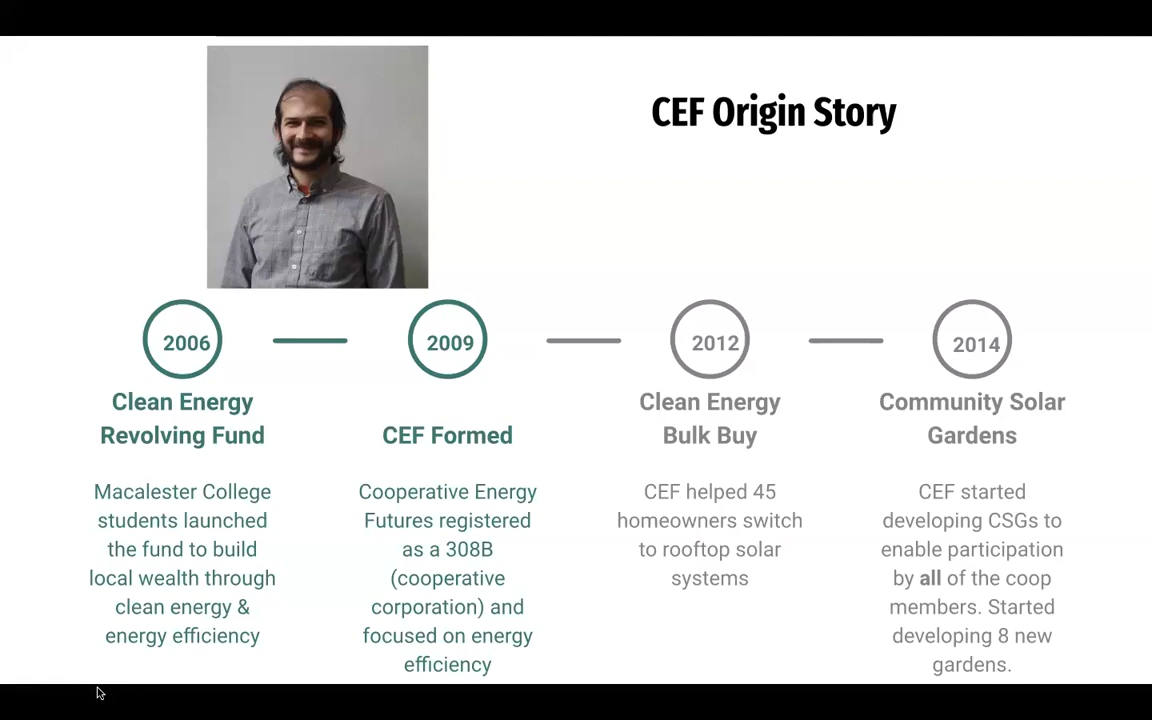 CEF Origin Story
2006
Clean Energy
Revolving Fund
Macalester College
students launched
the fund to build
local wealth through
clean energy &
energy efficiency
2009
CEF Formed
Cooperative Energy
Futures registered
as a 308B
(cooperative
corporation) and
focused on energy
efficiency
2012
Clean Energy
Bulk Buy
CEF helped 45
homeowners switch
to rooftop solar
systems
2014
Community Solar
Gardens
CEF started
developing CSGs to
enable participation
by all of the coop
members. Started
developing 8 new
gardens.